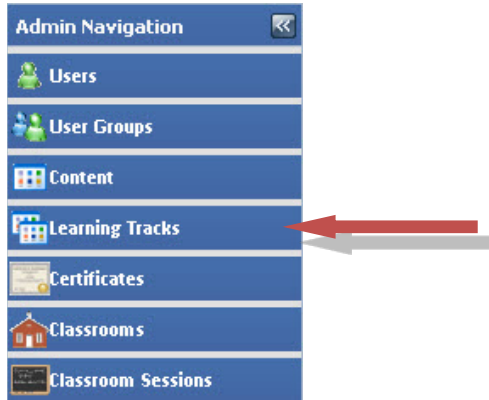 Admin Navigation
Users
User Groups
Content
Learning Tracks
Certificates
Classrooms
Classroom Sessions